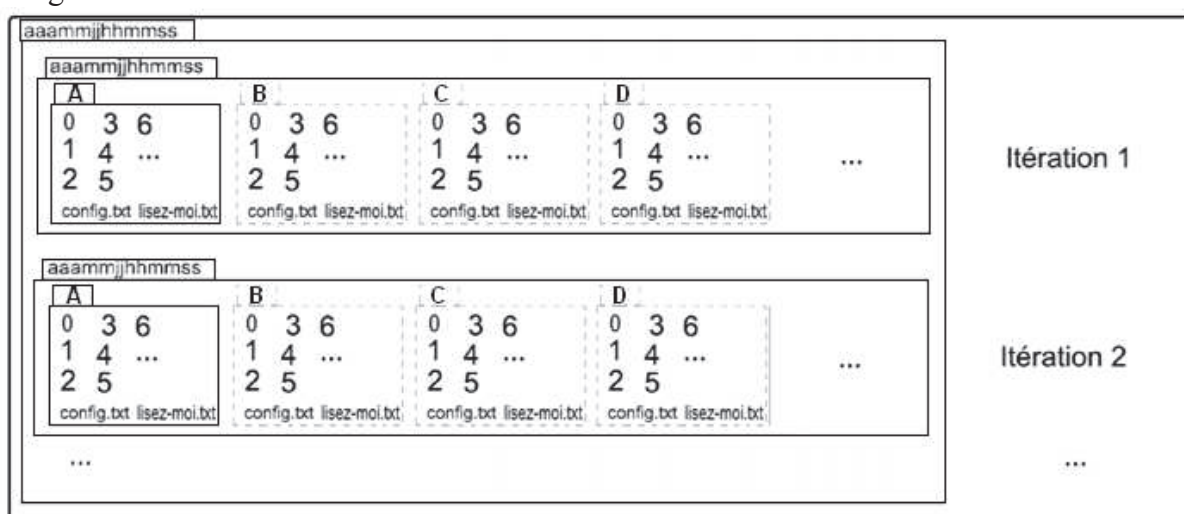 aaammjjhhmmss
aaammjjhhmmss
A B C D
0 3 6 0 3 6 0 3 6 0 3 6
1 4 ... 1 4 ... 1 4 ... 1 4 ... ... Itération 1
2 5 2 5 2 5 2 5
config.txt lisez-moi.txt config.txt lisez-moi.txt config.txt lisez-moi.txt config.txt lisez-moi.txt
aaammjjhhmmss
A B C D
0 3 6 0 3 6 0 3 6 0 3 6
1 4 ... 1 4 ... 1 4 ... 1 4 ... ... Itération 2
2 5 2 5 2 5 2 5
config.txt lisez-moi.txt config.txt lisez-moi.txt config.txt lisez-moi.txt config.txt lisez-moi.txt
... ...